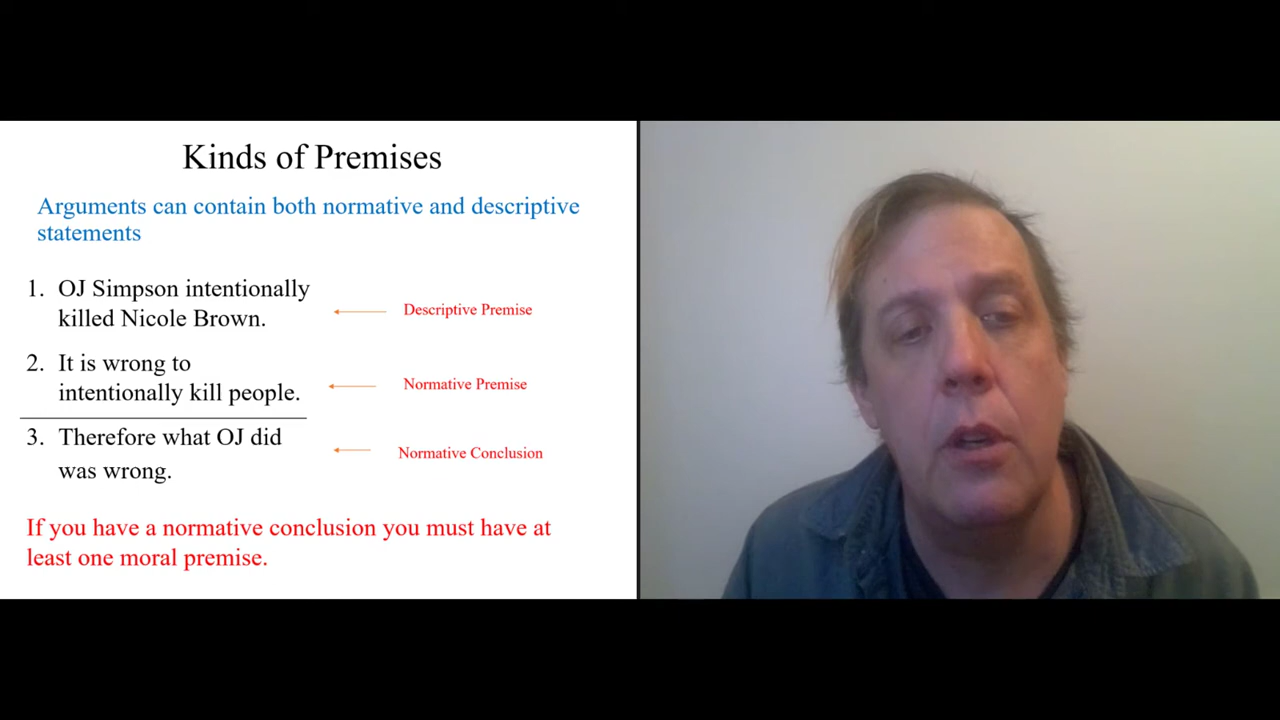 Kinds of Premises
Arguments can contain both normative and descriptive
statements
1. OJ Simpson intentionally
killed Nicole Brown.
Descriptive Premise
2. It is wrong to
intentionally kill people.
Normative Premise
3. Therefore what OJ did
was wrong.
Normative Conclusion
If you have a normative conclusion you must have at
least one moral premise.